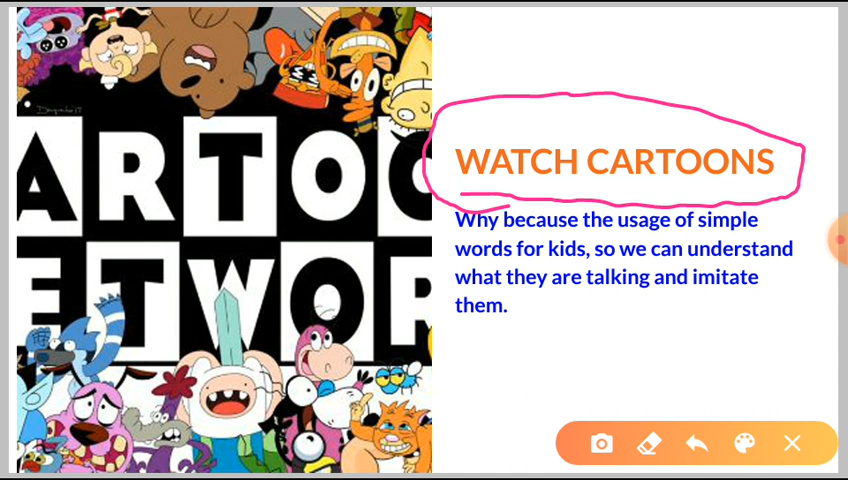 ARTOO
ETWOR
WATCH CARTOONS
Why because the usage of simple
words for kids, so we can understand
what they are talking and imitate
them.